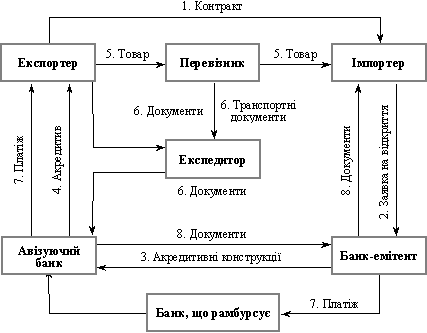 1. Контракт
Експортер
5. Товар
Перевізник
5. Товар
Імпортер
6. Документи
6. Транспортні
документи
7. Платіж
4. Акредитив
Експедитор
8. Документи
2. Заявка на відкриття
6. Документи
Авізуючий
банк
8. Документи
3. Акредитивні конструкції
Банк-емітент
Банк, що рамбурсує
7. Платіж